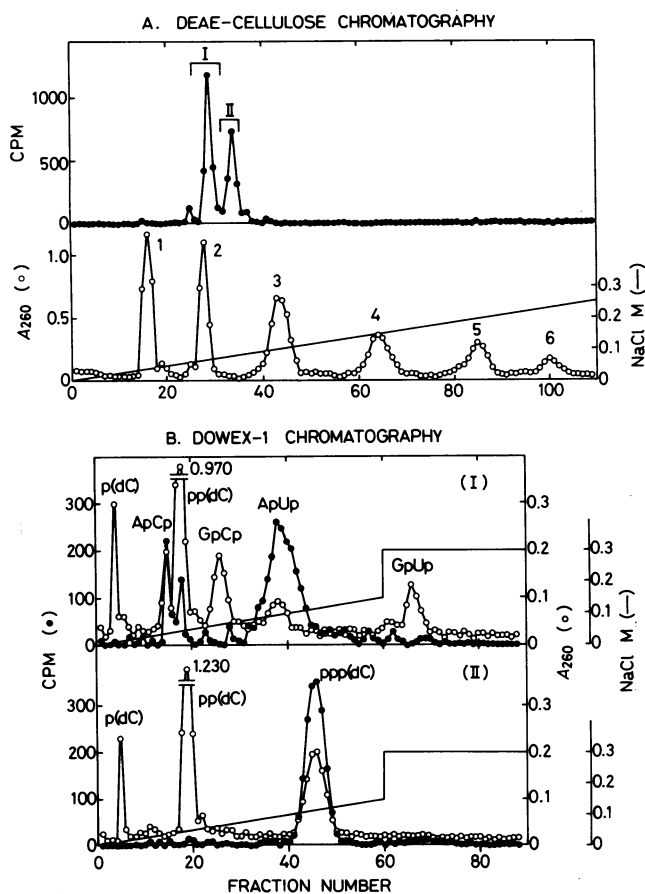 A. DEAE-CELLULOSE CHROMATOGRAPHY
I
II
1000
500
0
CPM
1.0
0.5
0
A260 (○)
1
2
3
4
5
6
0.3
0.2
0.1
0
NaCl M (—)
0 20 40 60 80 100
B. DOWEX-1 CHROMATOGRAPHY
300
200
100
0
p(dC)
ApCp
0.970
pp(dC)
GpCp
ApUp
GpUp
(I)
0.3
0.2
0.1
0
0.3
0.2
0.1
0
CPM (●)
A260 (○)
NaCl M (—)
300
200
100
0
p(dC)
1.230
pp(dC)
ppp(dC)
(II)
0.3
0.2
0.1
0
0.3
0.2
0.1
0
0 20 40 60 80
FRACTION NUMBER